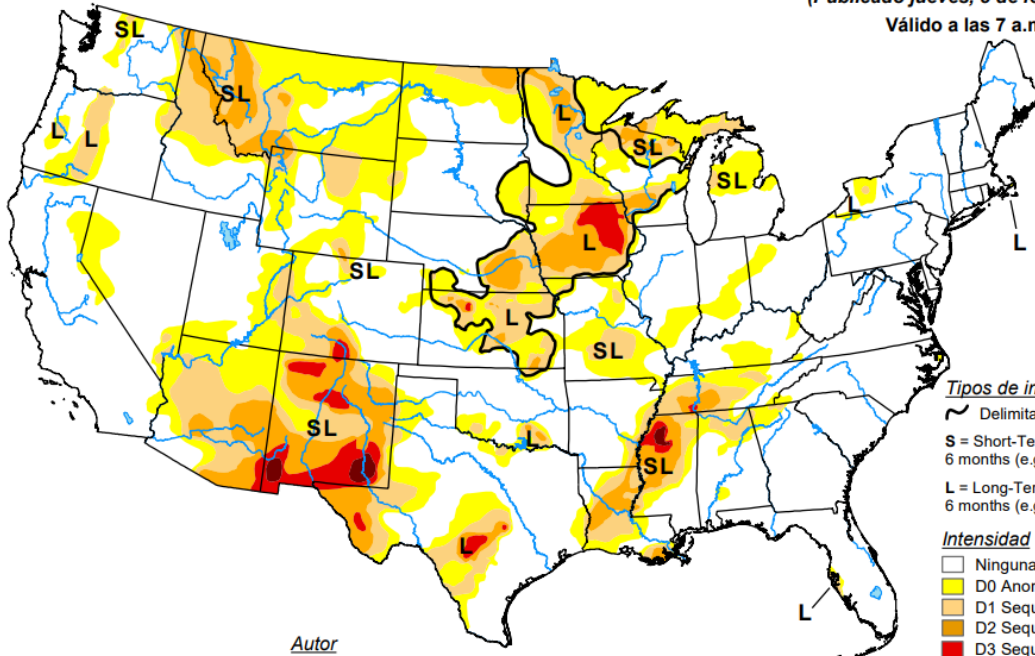 Válido a las 7 a.m
SL
SL
L
L
L
SL
SL
L
L
L
SL
L
SL
SL
L
SL
L
L
Autor
Tipos de in
Delimita
S = Short-Te
6 months (e.g
L = Long-Ter
6 months (e.g
Intensidad
Ninguna
D0 Anor
D1 Sequ
D2 Sequ
D3 Sequ